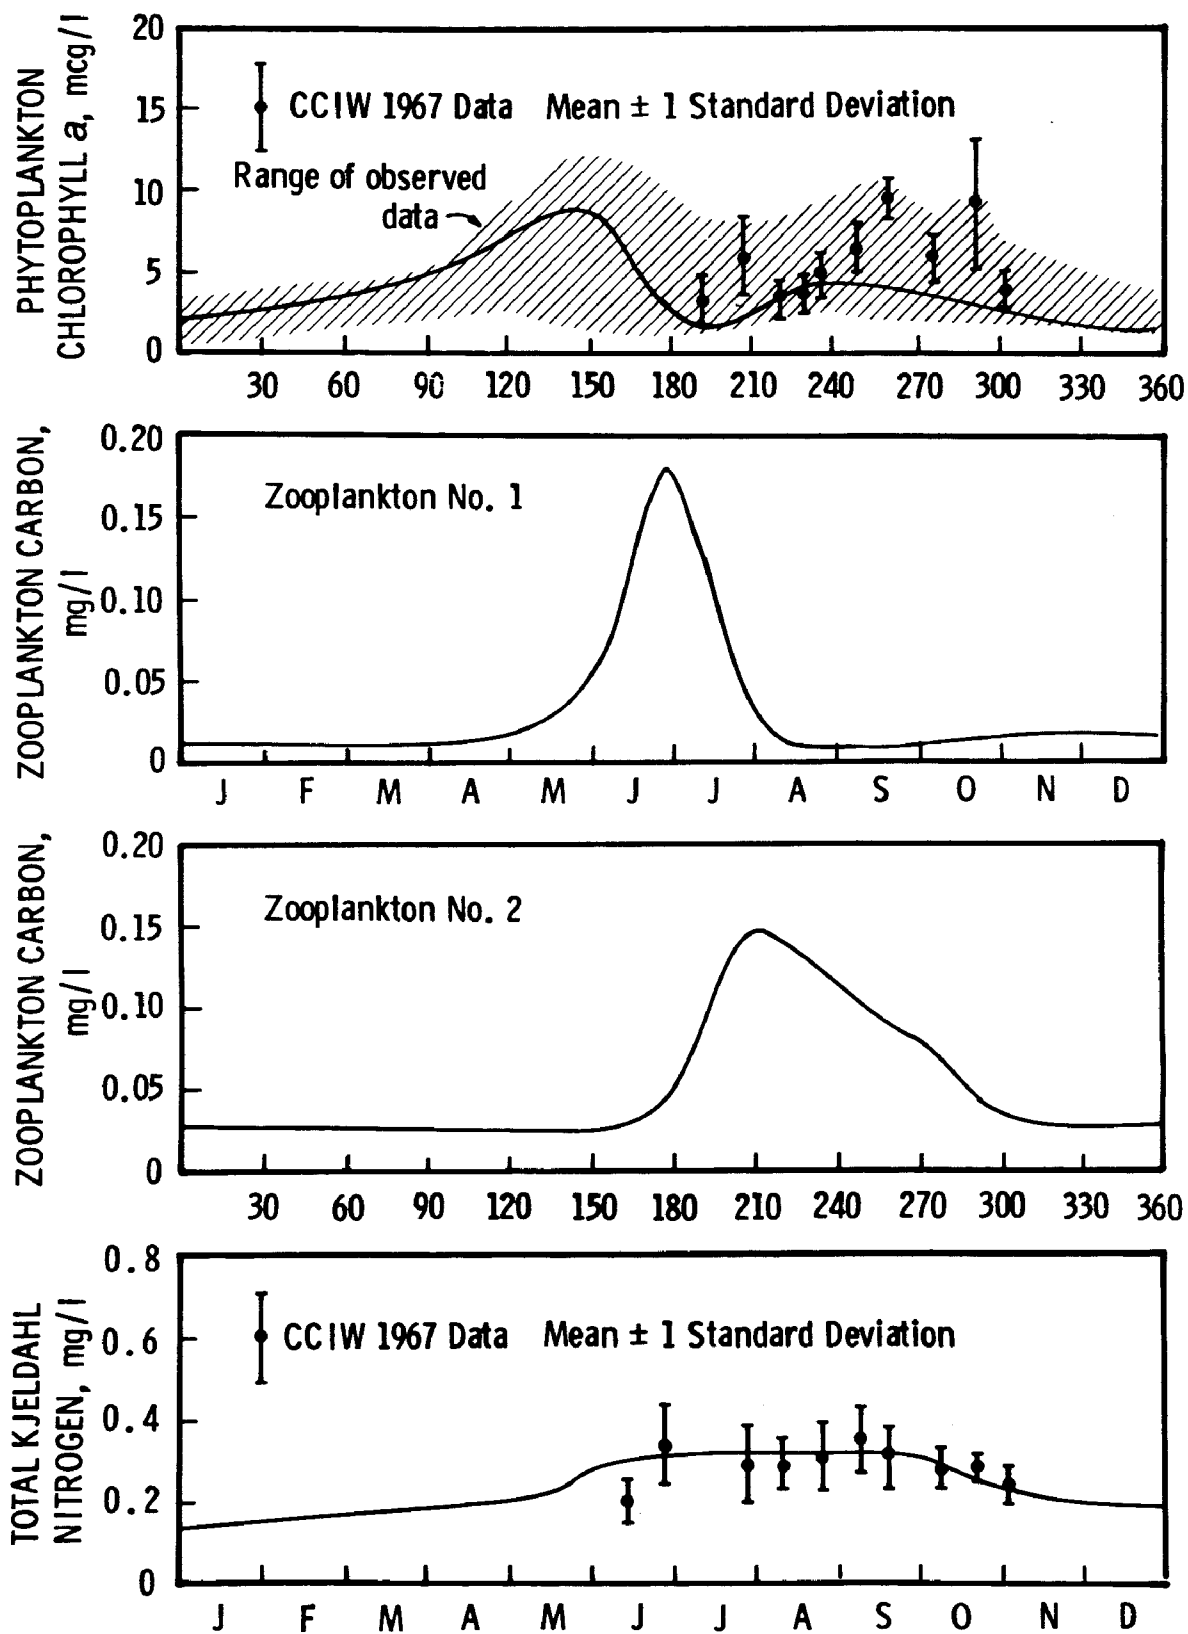 PHYTOPLANKTON
CHLOROPHYLL a, mcg/l
20
15
10
5
0
CCIW 1967 Data Mean ± 1 Standard Deviation
Range of observed
data
30 60 90 120 150 180 210 240 270 300 330 360
ZOOPLANKTON CARBON,
mg/l
0.20
0.15
0.10
0.05
0
Zooplankton No. 1
J F M A M J J A S O N D
ZOOPLANKTON CARBON,
mg/l
0.20
0.15
0.10
0.05
0
Zooplankton No. 2
30 60 90 120 150 180 210 240 270 300 330 360
TOTAL KJELDAHL
NITROGEN, mg/l
0.8
0.6
0.4
0.2
0
CCIW 1967 Data Mean ± 1 Standard Deviation
J F M A M J J A S O N D